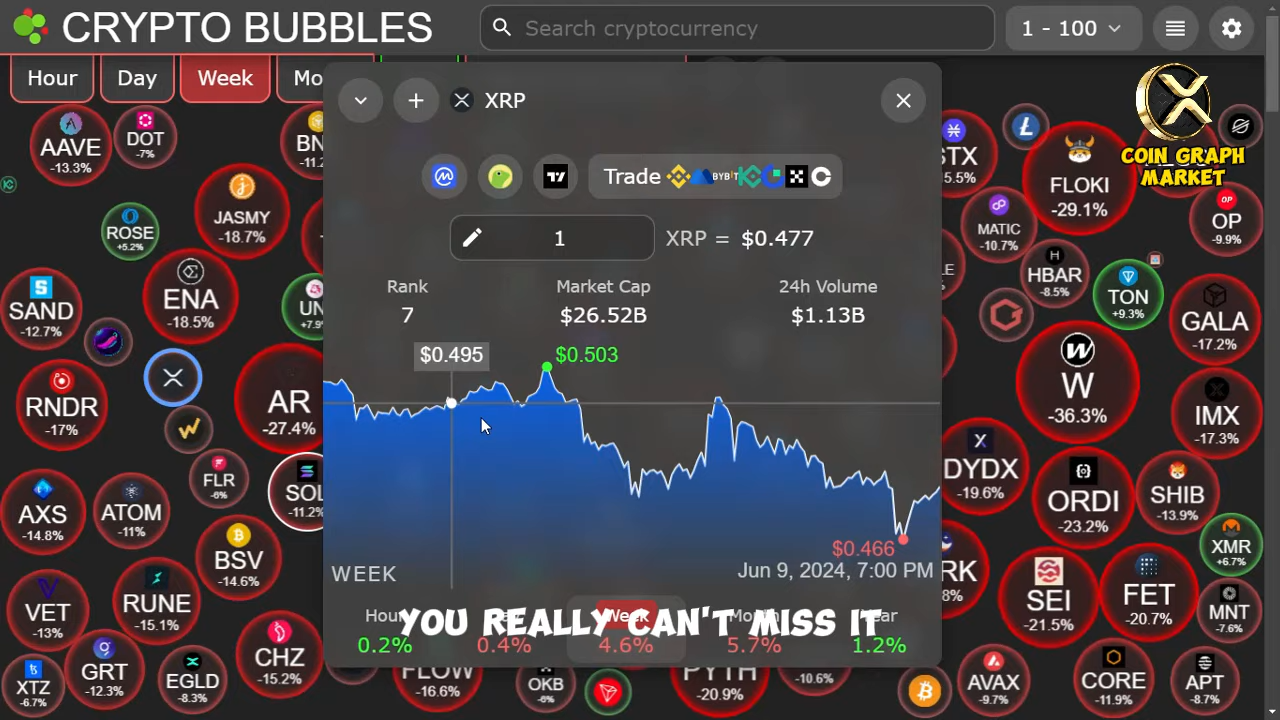 CRYPTO BUBBLES
Search cryptocurrency
1 - 100
Hour
Day
Week
COIN GRAPH
MARKET
XRP
Trade
BYBIT
1
XRP = $0.477
Rank
Market Cap
24h Volume
7
$26.52B
$1.13B
$0.495
$0.503
$0.466
WEEK
Jun 9, 2024, 7:00 PM
Week
YOU REALLY CAN'T MISS IT
0.2%
0.4%
4.6%
5.7%
1.2%
AAVE
-13.3%
DOT
-7%
JASMY
-18.7%
ROSE
+5.2%
ENA
-18.5%
SAND
-12.7%
RNDR
-17%
AR
-27.4%
FLR
-6%
SOL
-11.2%
AXS
-14.8%
ATOM
-11%
BSV
-14.6%
VET
-13%
RUNE
-15.1%
CHZ
-15.2%
XTZ
-6.7%
GRT
-12.3%
EGLD
-8.3%
FLOW
-16.6%
OKB
-6%
PYTH
-20.9%
-10.6%
FLOKI
-29.1%
MATIC
-10.7%
OP
-9.9%
HBAR
-8.5%
TON
+9.3%
GALA
-17.2%
W
-36.3%
IMX
-17.3%
DYDX
-19.6%
ORDI
-23.2%
SHIB
-13.9%
XMR
+6.7%
SEI
-21.5%
FET
-20.7%
MNT
-7.6%
AVAX
-9.7%
CORE
-11.9%
APT
-8.7%